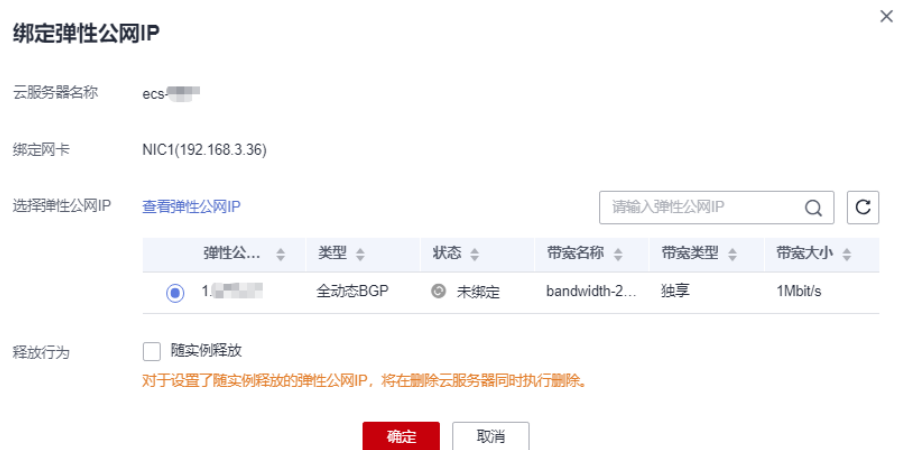 绑定弹性公网IP
云服务器名称 ecs-
绑定网卡 NIC1(192.168.3.36)
选择弹性公网IP 查看弹性公网IP 请输入弹性公网IP
弹性公... 类型 状态 带宽名称 带宽类型 带宽大小
1. 全动态BGP 未绑定 bandwidth-2... 独享 1Mbit/s
释放行为 随实例释放
对于设置了随实例释放的弹性公网IP，将在删除云服务器同时执行删除。
确定 取消